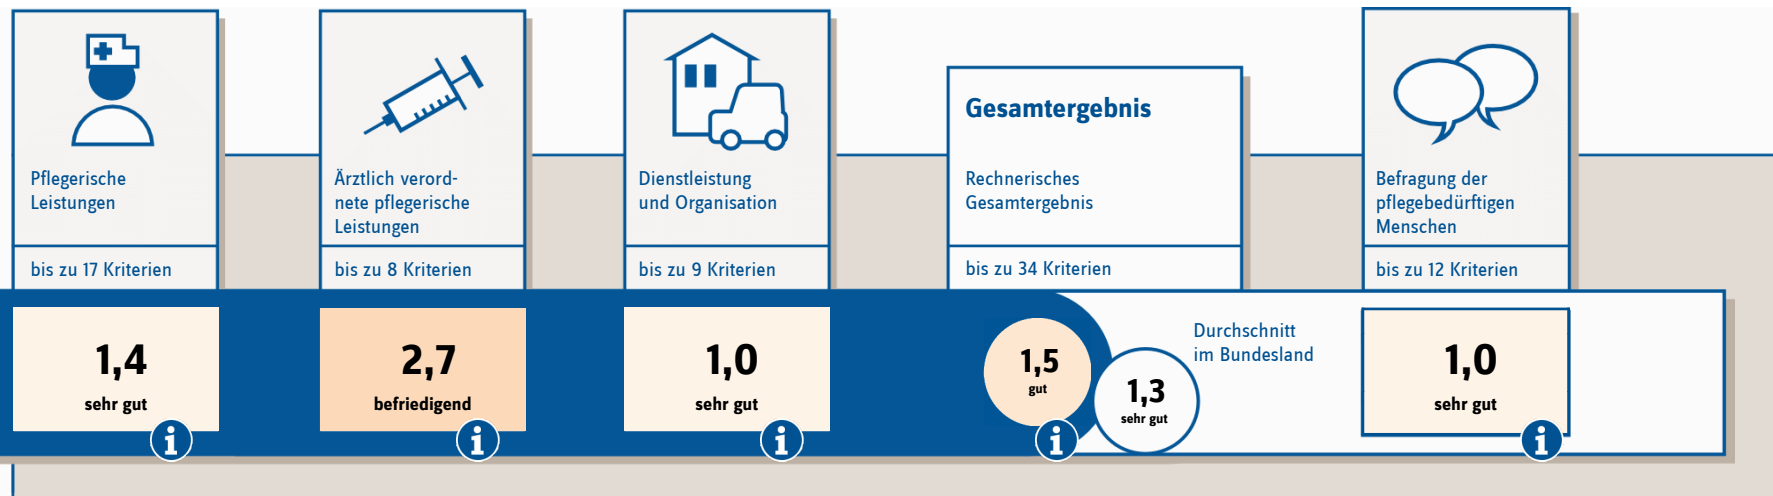 Pflegerische
Leistungen
bis zu 17 Kriterien
1,4
sehr gut
i
Ärztlich verord-
nete pflegerische
Leistungen
bis zu 8 Kriterien
2,7
befriedigend
i
Dienstleistung
und Organisation
bis zu 9 Kriterien
1,0
sehr gut
i
Gesamtergebnis
Rechnerisches
Gesamtergebnis
bis zu 34 Kriterien
1,5
gut
i
1,3
sehr gut
Durchschnitt
im Bundesland
Befragung der
pflegebedürftigen
Menschen
bis zu 12 Kriterien
1,0
sehr gut
i